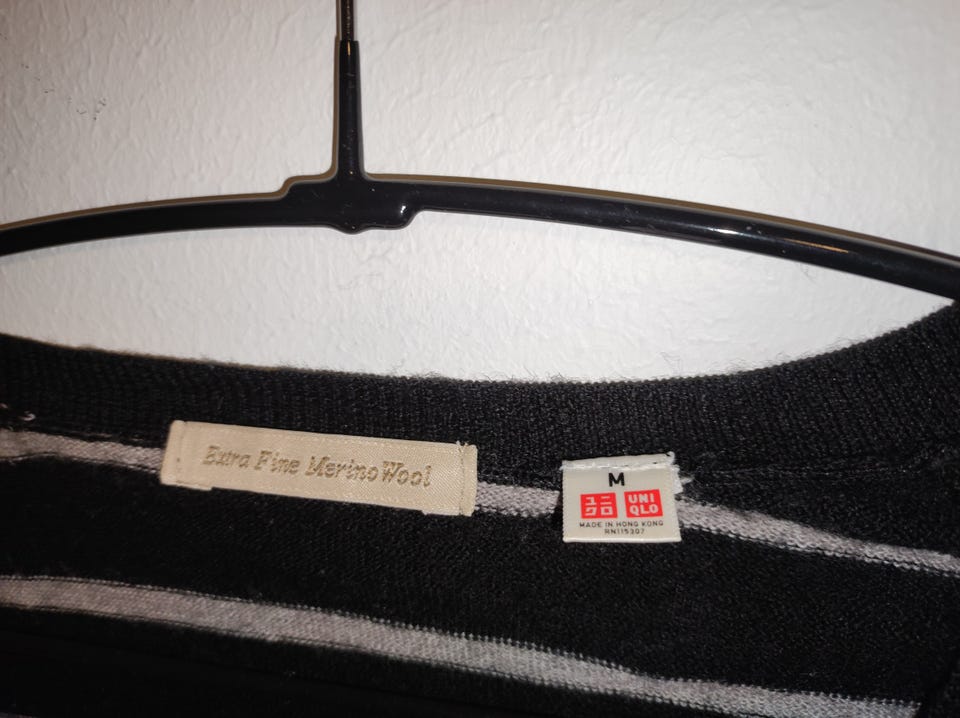 Extra Fine Merino Wool
M
ユニ UNI
クロ QLO
MADE IN HONG KONG
RN115307